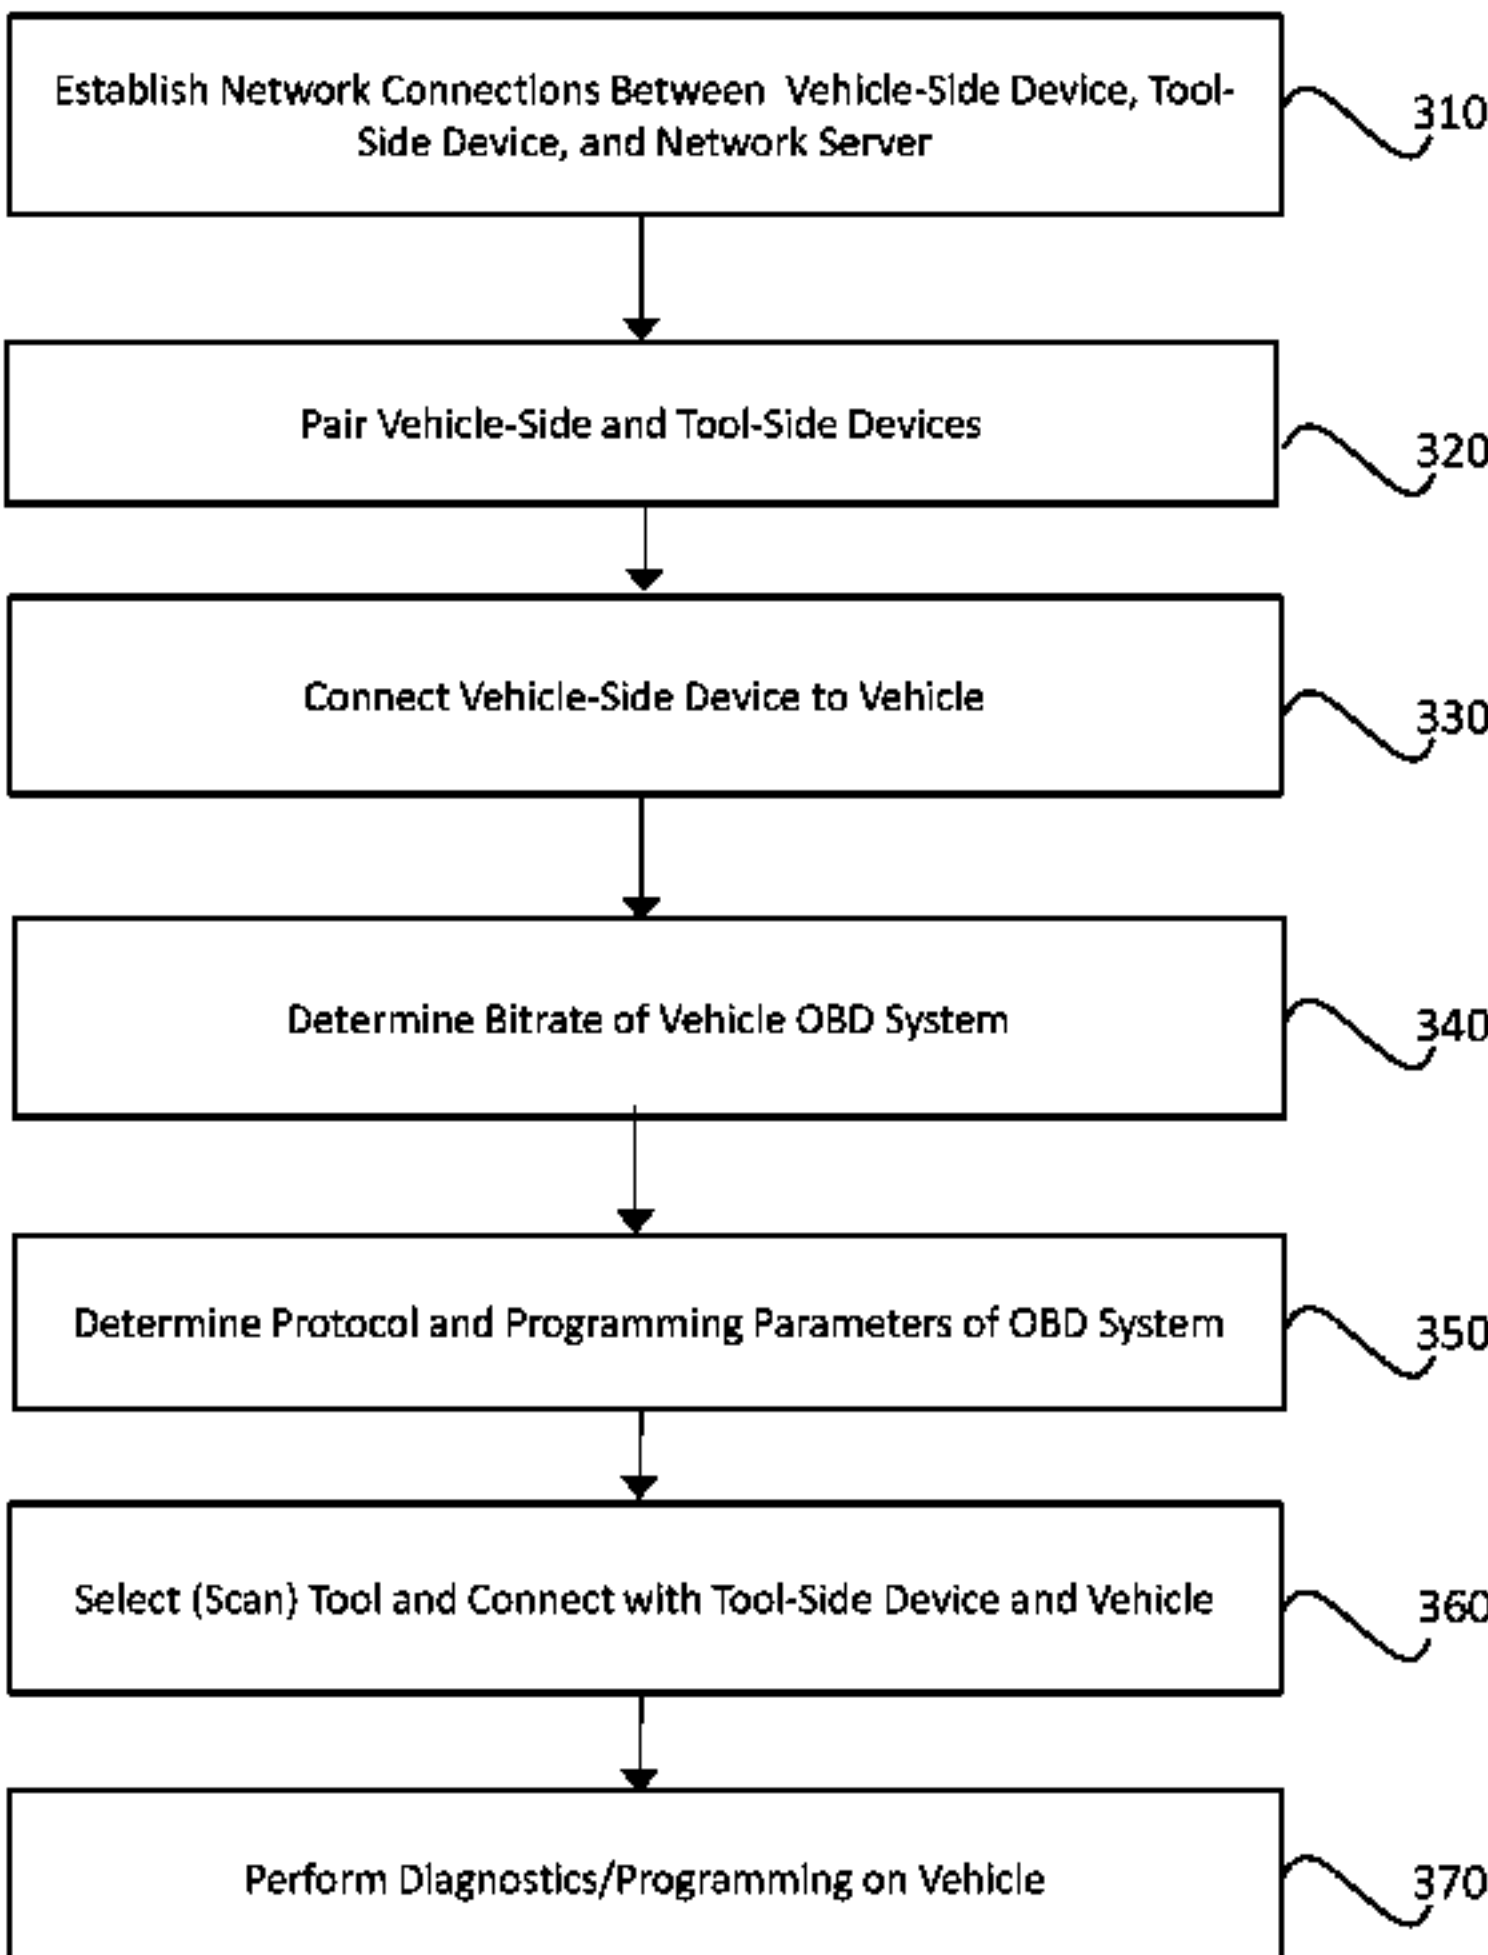 Establish Network Connections Between Vehicle-Side Device, Tool-
Side Device, and Network Server
310
Pair Vehicle-Side and Tool-Side Devices
320
Connect Vehicle-Side Device to Vehicle
330
Determine Bitrate of Vehicle OBD System
340
Determine Protocol and Programming Parameters of OBD System
350
Select (Scan) Tool and Connect with Tool-Side Device and Vehicle
360
Perform Diagnostics/Programming on Vehicle
370